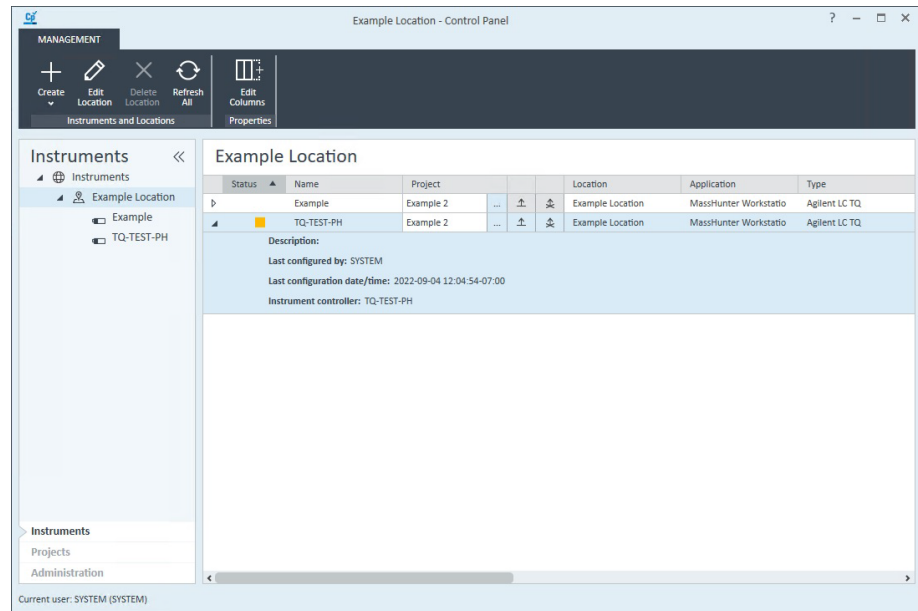 Cp
Example Location - Control Panel
?
MANAGEMENT
Create
Edit Location
Delete Location
Refresh All
Edit Columns
Instruments and Locations
Properties
Instruments
Instruments
Example Location
Example
TQ-TEST-PH
Example Location
Status Name Project Location Application Type
Example Example 2 ... Example Location MassHunter Workstatio Agilent LC TQ
TQ-TEST-PH Example 2 ... Example Location MassHunter Workstatio Agilent LC TQ
Description:
Last configured by: SYSTEM
Last configuration date/time: 2022-09-04 12:04:54-07:00
Instrument controller: TQ-TEST-PH
Instruments
Projects
Administration
Current user: SYSTEM (SYSTEM)